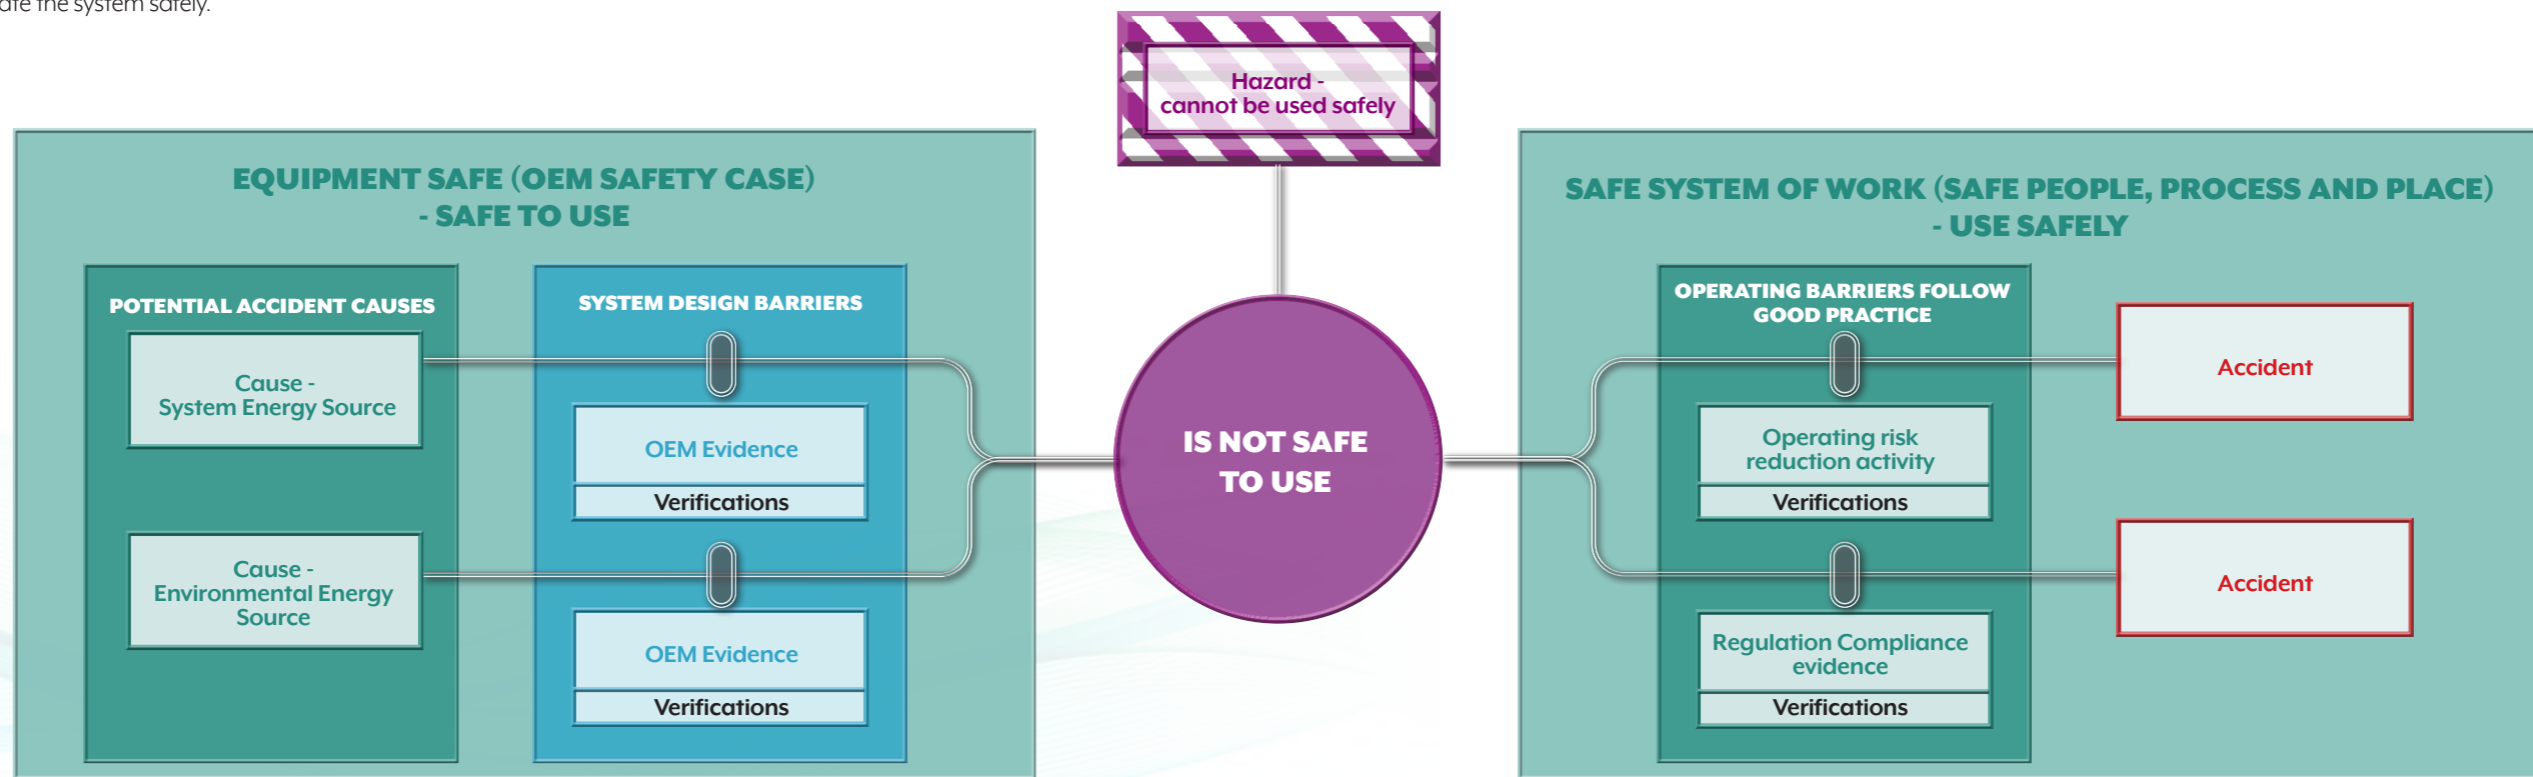 the system safely.
Hazard -
cannot be used safely
EQUIPMENT SAFE (OEM SAFETY CASE)
- SAFE TO USE
POTENTIAL ACCIDENT CAUSES
Cause -
System Energy Source
Cause -
Environmental Energy
Source
SYSTEM DESIGN BARRIERS
OEM Evidence
Verifications
OEM Evidence
Verifications
IS NOT SAFE
TO USE
SAFE SYSTEM OF WORK (SAFE PEOPLE, PROCESS AND PLACE)
- USE SAFELY
OPERATING BARRIERS FOLLOW
GOOD PRACTICE
Operating risk
reduction activity
Verifications
Regulation Compliance
evidence
Verifications
Accident
Accident